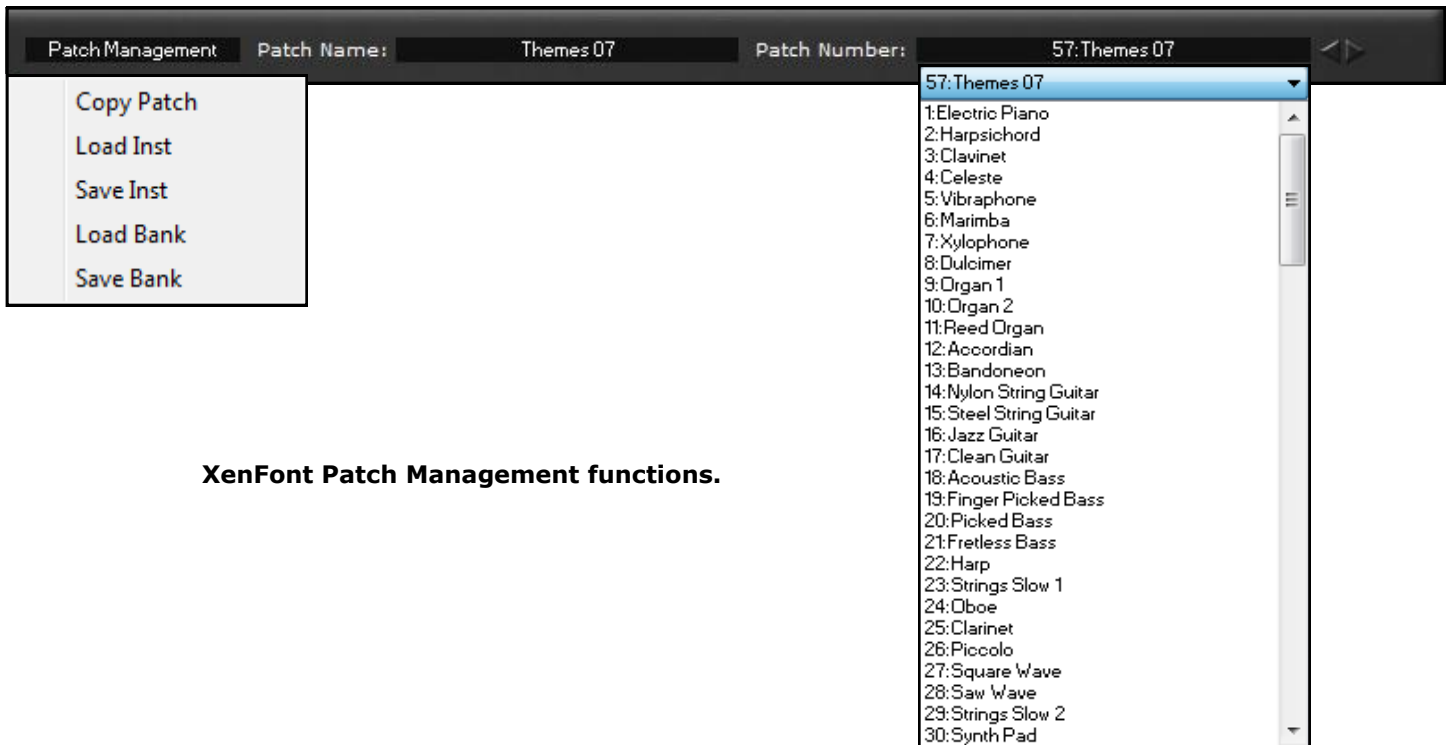 Patch Management Patch Name: Themes 07 Patch Number: 57:Themes 07
Copy Patch
Load Inst
Save Inst
Load Bank
Save Bank
57:Themes 07
1:Electric Piano
2:Harpsichord
3:Clavinet
4:Celeste
5:Vibraphone
6:Marimba
7:Xylophone
8:Dulcimer
9:Organ 1
10:Organ 2
11:Reed Organ
12:Accordian
13:Bandoneon
14:Nylon String Guitar
15:Steel String Guitar
16:Jazz Guitar
17:Clean Guitar
18:Acoustic Bass
19:Finger Picked Bass
20:Picked Bass
21:Fretless Bass
22:Harp
23:Strings Slow 1
24:Oboe
25:Clarinet
26:Piccolo
27:Square Wave
28:Saw Wave
29:Strings Slow 2
30:Synth Pad
XenFont Patch Management functions.